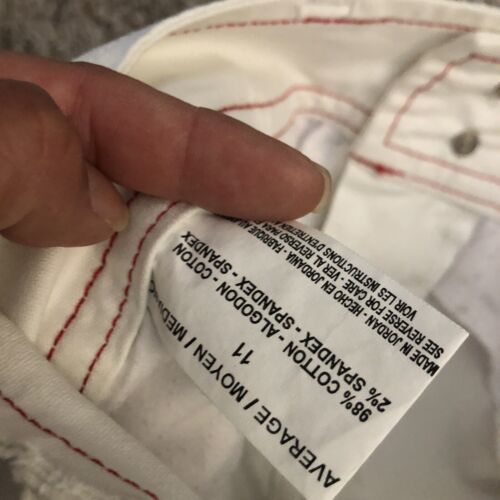 AVERAGE / MOYEN /
11
98% COTTON - ALGODON - COTON
2% SPANDEX - SPANDEX - SPANDEX
MADE IN JORDAN - HECHO EN JORDANIA - FABRIQUE AU
SEE REVERSE FOR CARE - VER AL REVERSO PARA
VOIR LES INSTRUCTIONS D'ENTRETIEN